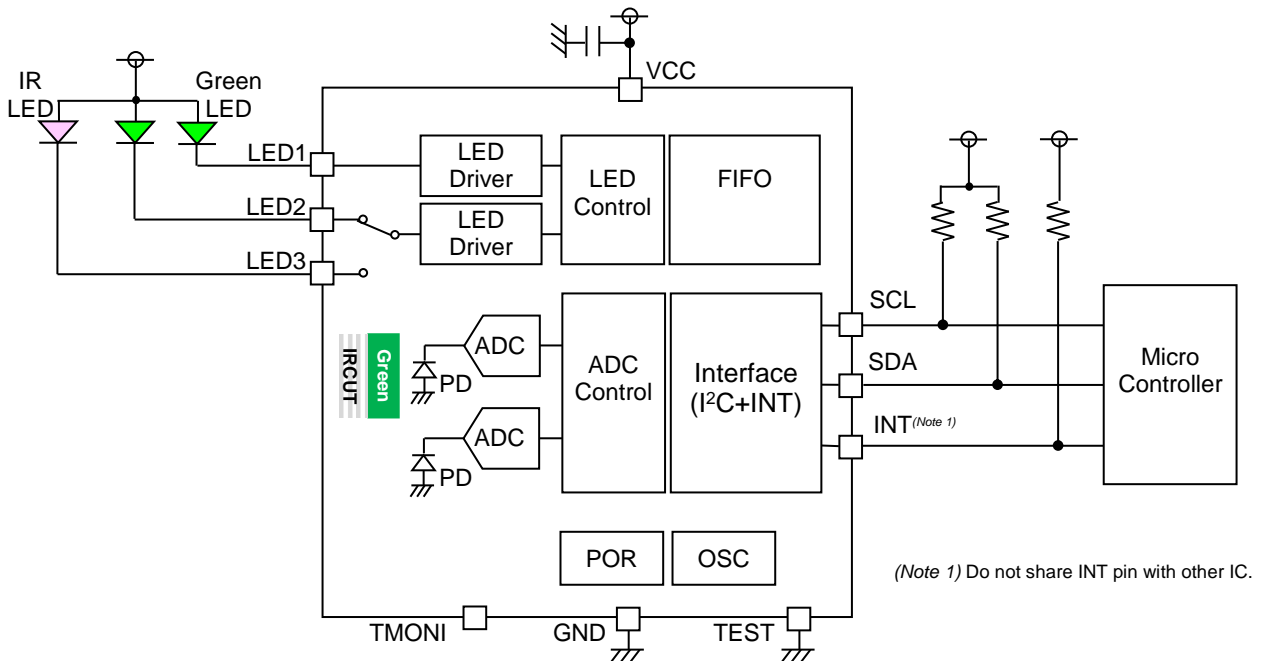 VCC
IR
LED
Green
LED
LED1
LED2
LED3
LED
Driver
LED
Driver
LED
Control
FIFO
IRCUT
Green
ADC
PD
ADC
PD
ADC
Control
Interface
(I²C+INT)
SCL
SDA
INT(Note 1)
Micro
Controller
POR
OSC
(Note 1) Do not share INT pin with other IC.
TMONI
GND
TEST